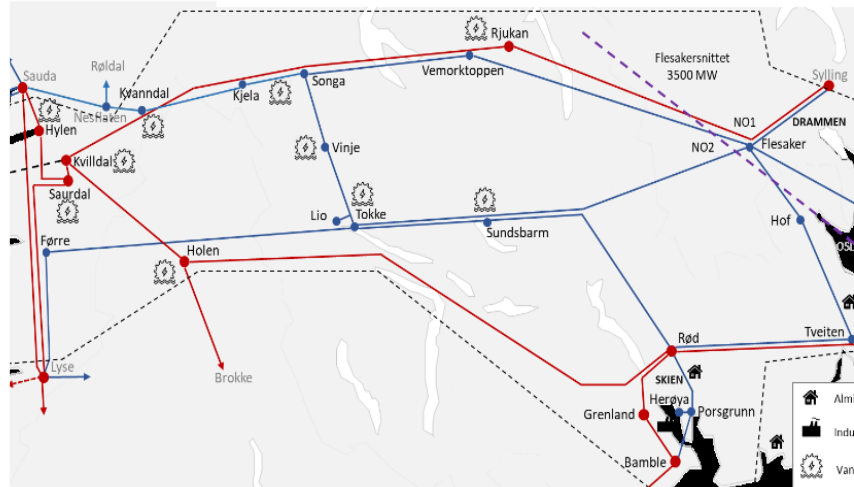 Rjukan
Flesakersnittet
3500 MW
Sauda
Røldal
Kvanndal
Vemorktoppen
Sylling
Nesflaten
Kjela
Songa
NO1
DRAMMEN
Hylen
NO2
Flesaker
Vinje
Kvilldal
Saurdal
Lio
Tokke
Sundsbarm
Hof
Førre
Holen
Tveiten
Rød
Lyse
Brokke
SKIEN
Herøya
Grenland
Porsgrunn
Bamble